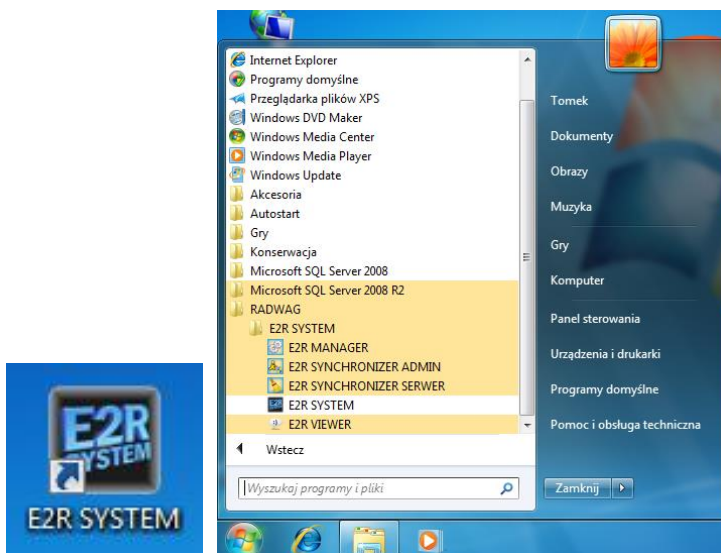 E2R
SYSTEM
E2R SYSTEM
Internet Explorer
Programy domyślne
Przeglądarka plików XPS
Windows DVD Maker
Windows Media Center
Windows Media Player
Windows Update
Akcesoria
Autostart
Gry
Konserwacja
Microsoft SQL Server 2008
Microsoft SQL Server 2008 R2
RADWAG
E2R SYSTEM
E2R MANAGER
E2R SYNCHRONIZER ADMIN
E2R SYNCHRONIZER SERWER
E2R SYSTEM
E2R VIEWER
Wstecz
Wyszukaj programy i pliki
Tomek
Dokumenty
Obrazy
Muzyka
Gry
Komputer
Panel sterowania
Urządzenia i drukarki
Programy domyślne
Pomoc i obsługa techniczna
Zamknij